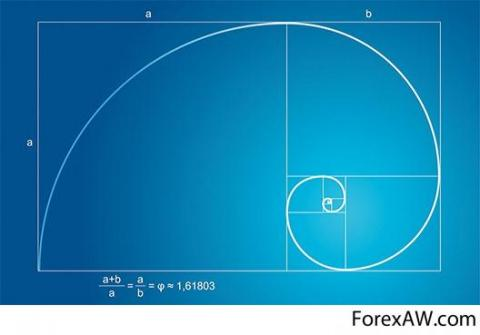 a
b
a
a+b/a = a/b = φ ≈ 1,61803
ForexAW.com